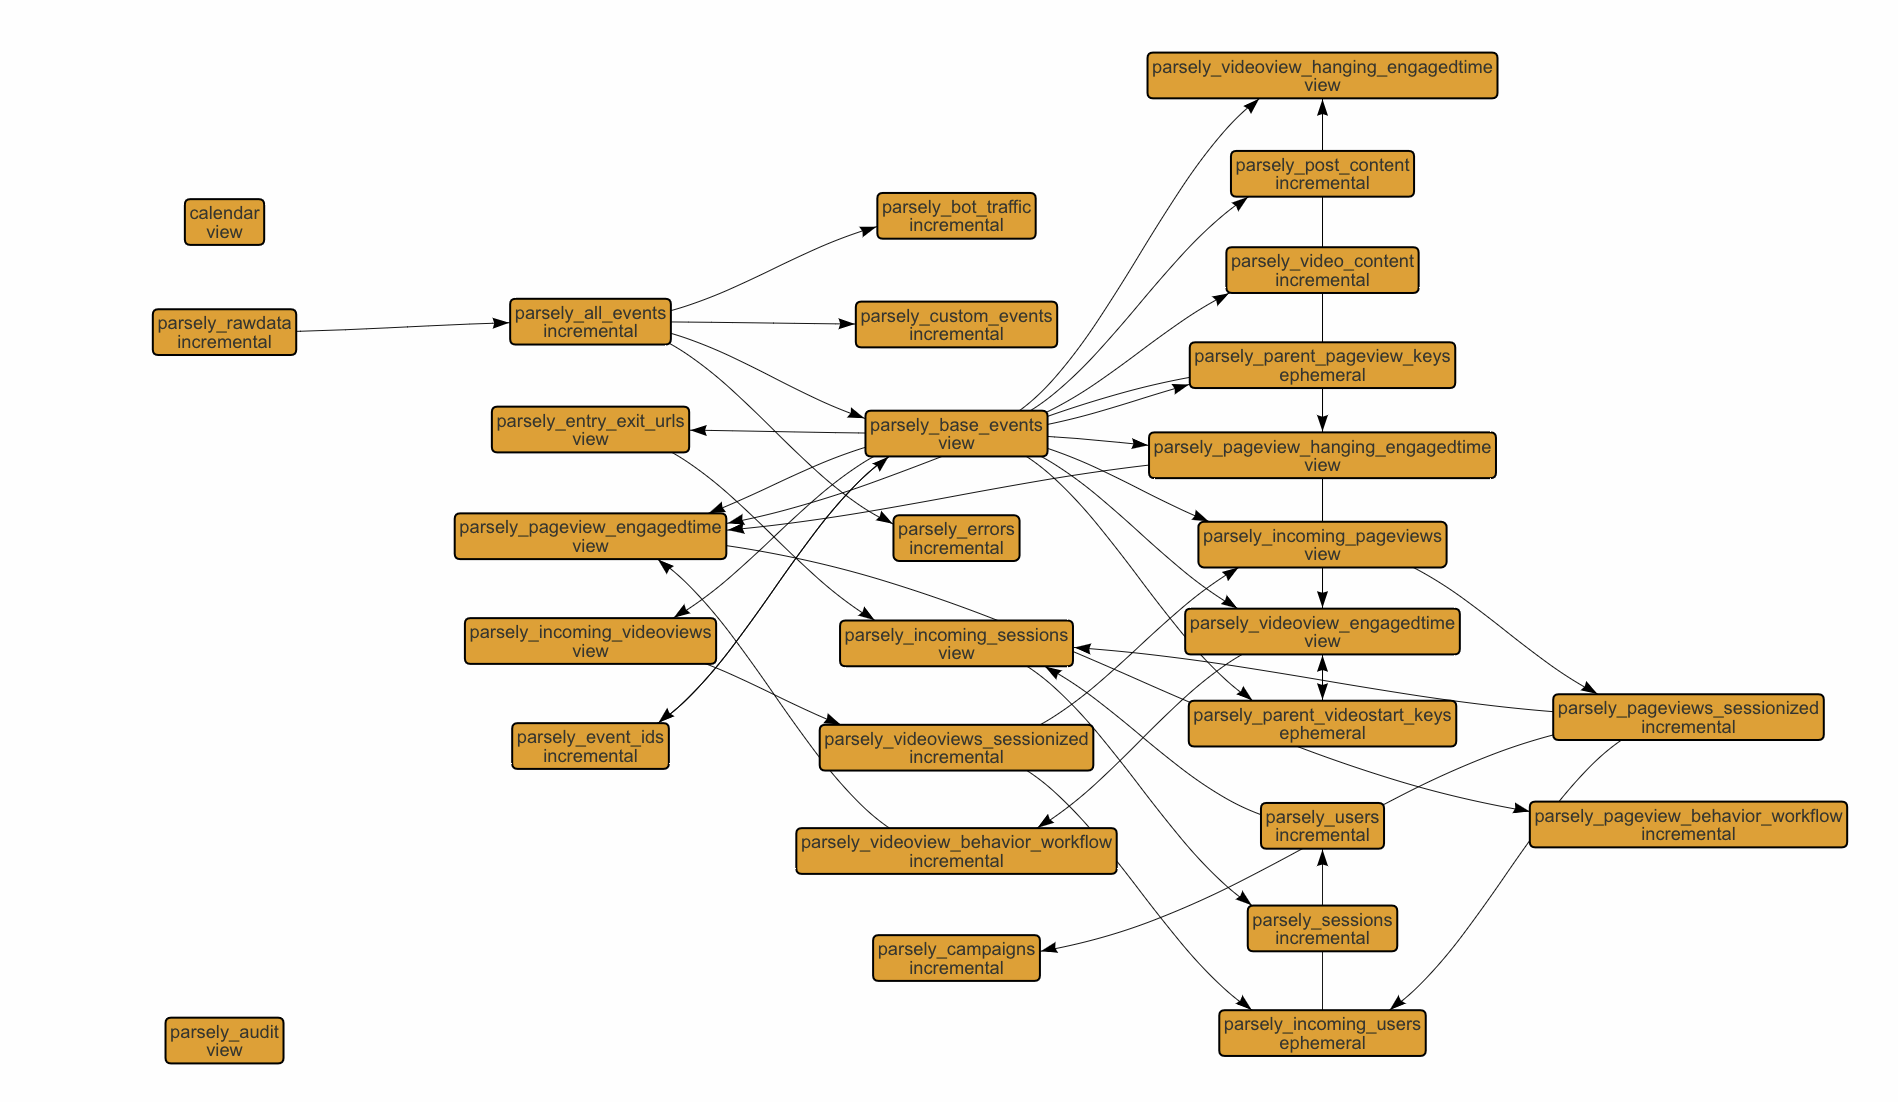 parsely_videoview_hanging_engagedtime
view
parsely_post_content
incremental
calendar
view
parsely_bot_traffic
incremental
parsely_video_content
incremental
parsely_rawdata
incremental
parsely_all_events
incremental
parsely_custom_events
incremental
parsely_parent_pageview_keys
ephemeral
parsely_entry_exit_urls
view
parsely_base_events
view
parsely_pageview_hanging_engagedtime
view
parsely_pageview_engagedtime
view
parsely_errors
incremental
parsely_incoming_pageviews
view
parsely_incoming_videoviews
view
parsely_incoming_sessions
view
parsely_videoview_engagedtime
view
parsely_event_ids
incremental
parsely_videoviews_sessionized
incremental
parsely_parent_videostart_keys
ephemeral
parsely_pageviews_sessionized
incremental
parsely_videoview_behavior_workflow
incremental
parsely_users
incremental
parsely_pageview_behavior_workflow
incremental
parsely_campaigns
incremental
parsely_sessions
incremental
parsely_audit
view
parsely_incoming_users
ephemeral